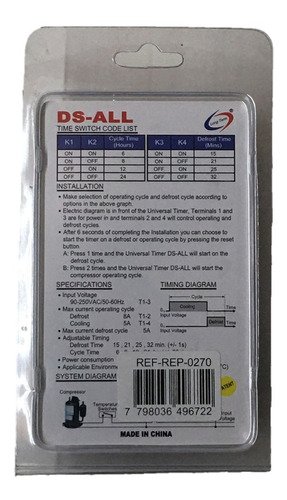 DS-ALL
TIME SWITCH CODE LIST
K1 K2 Cycle Time (Hours) K3 K4 Defrost Time (Mins)
ON ON 6 ON ON 15
ON OFF 8 ON OFF 21
OFF ON 12 OFF ON 25
OFF OFF 24 OFF OFF 32
INSTALLATION
• Make selection of operating cycle and defrost cycle according to
options in the above graph.
• Electric diagram is in front of Universal Timer, Terminals 1 and
3 are for power in and terminals 2 and 4 will control operating and
defrost cycles.
• After 6 seconds of completing the Installation you can choose to
start the timer on a defrost or operating cycle by pressing the reset
button
A: Press 1 time and the Universal Timer DS-ALL will start on the
defrost cycle.
B: Press 2 times and the Universal Timer DS-ALL will start the
compressor operating cycle.
SPECIFICATIONS
• Input Voltage
90-250VAC/50-60Hz T1-3
• Max output current
Defrost 8A T1-2
Cooling 5A T1-4
• Max current defrost cycle 5A
• Adjustable Timing
Defrost Time 15, 21, 25, 32 min. (+/- 1s)
Cycle Time
• Power consumption
• Applicable Environm
TIMING DIAGRAM
Cycle
Time
Cooling
Input Voltage
Defrost
Time
Input Voltage
SYSTEM DIAGRAM
Compressor
Temperature
Switches
REF-REP-0270
7 798036 496722
MADE IN CHINA